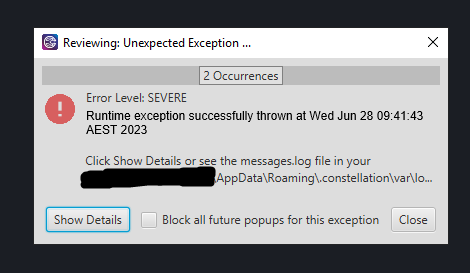 Reviewing: Unexpected Exception ...
2 Occurrences
Error Level: SEVERE
Runtime exception successfully thrown at Wed Jun 28 09:41:43
AEST 2023
Click Show Details or see the messages.log file in your
\AppData\Roaming\.constellation\var\lo...
Show Details
Block all future popups for this exception
Close